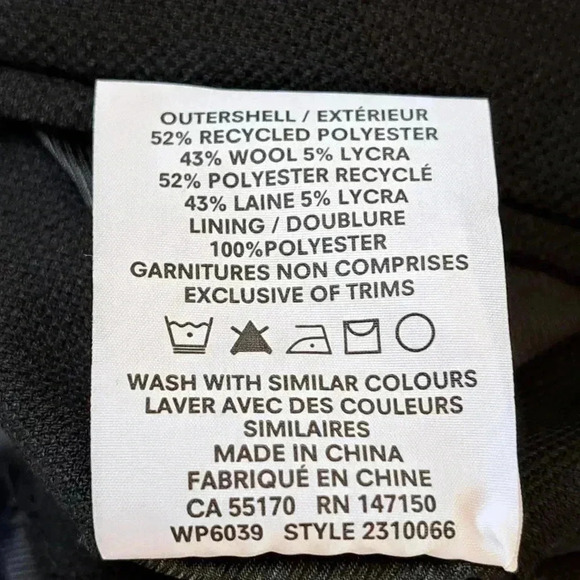 OUTERSHELL / EXTÉRIEUR
52% RECYCLED POLYESTER
43% WOOL 5% LYCRA
52% POLYESTER RECYCLÉ
43% LAINE 5% LYCRA
LINING / DOUBLURE
100%POLYESTER
GARNITURES NON COMPRISES
EXCLUSIVE OF TRIMS
WASH WITH SIMILAR COLOURS
LAVER AVEC DES COULEURS
SIMILAIRES
MADE IN CHINA
FABRIQUÉ EN CHINE
CA 55170 RN 147150
WP6039 STYLE 2310066